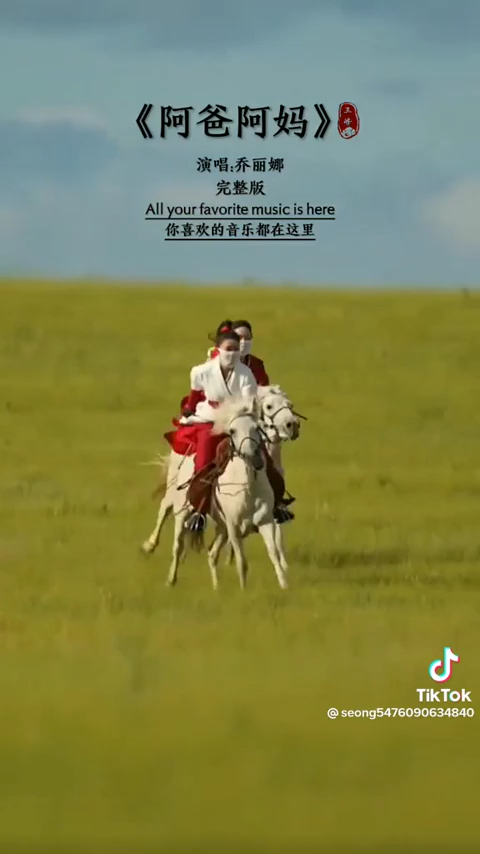 《阿爸阿妈》
演唱:乔丽娜
完整版
All your favorite music is here
你喜欢的音乐都在这里
TikTok
@seong5476090634840